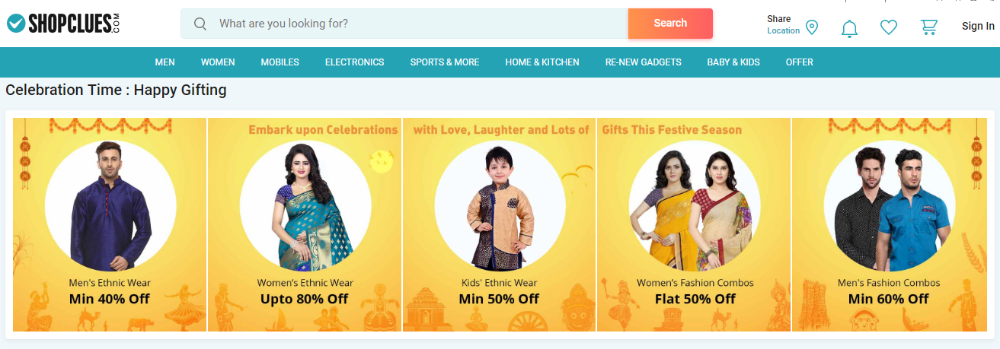 SHOPCLUES.COM
What are you looking for?
Search
Share
Location
Sign In
MEN
WOMEN
MOBILES
ELECTRONICS
SPORTS & MORE
HOME & KITCHEN
RE-NEW GADGETS
BABY & KIDS
OFFER
Celebration Time : Happy Gifting
Embark upon Celebrations with Love, Laughter and Lots of Gifts This Festive Season
Men's Ethnic Wear
Min 40% Off
Women's Ethnic Wear
Upto 80% Off
Kids' Ethnic Wear
Min 50% Off
Women's Fashion Combos
Flat 50% Off
Men's Fashion Combos
Min 60% Off